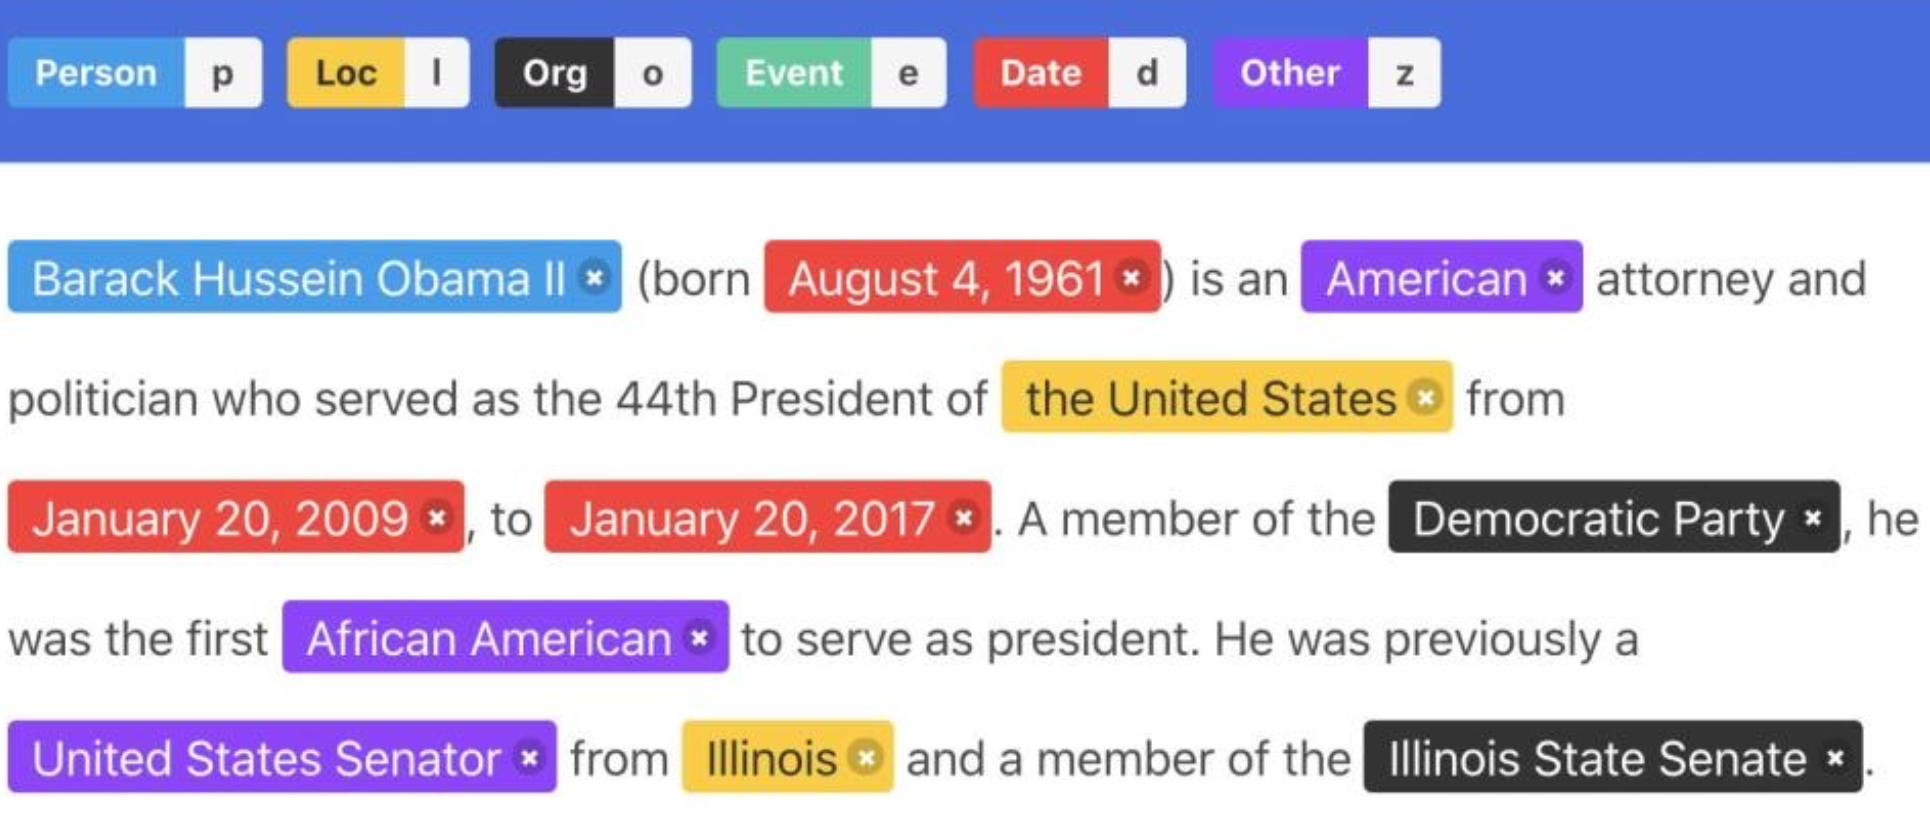 Person p Loc l Org o Event e Date d Other z
Barack Hussein Obama II (born August 4, 1961) is an American attorney and
politician who served as the 44th President of the United States from
January 20, 2009, to January 20, 2017. A member of the Democratic Party, he
was the first African American to serve as president. He was previously a
United States Senator from Illinois and a member of the Illinois State Senate.